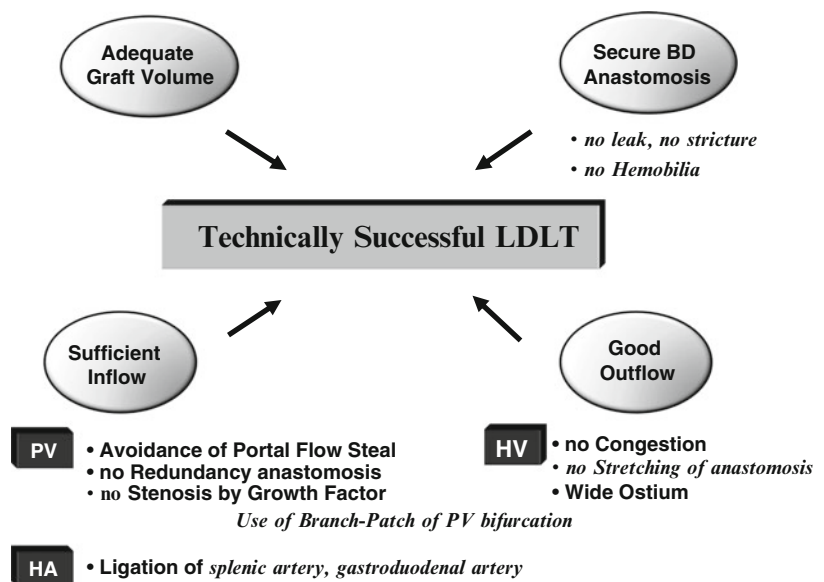 Adequate
Graft Volume
Secure BD
Anastomosis
• no leak, no stricture
• no Hemobilia
Technically Successful LDLT
Sufficient
Inflow
Good
Outflow
PV
• Avoidance of Portal Flow Steal
• no Redundancy anastomosis
• no Stenosis by Growth Factor
Use of Branch-Patch of PV bifurcation
HV
• no Congestion
• no Stretching of anastomosis
• Wide Ostium
HA
• Ligation of splenic artery, gastroduodenal artery